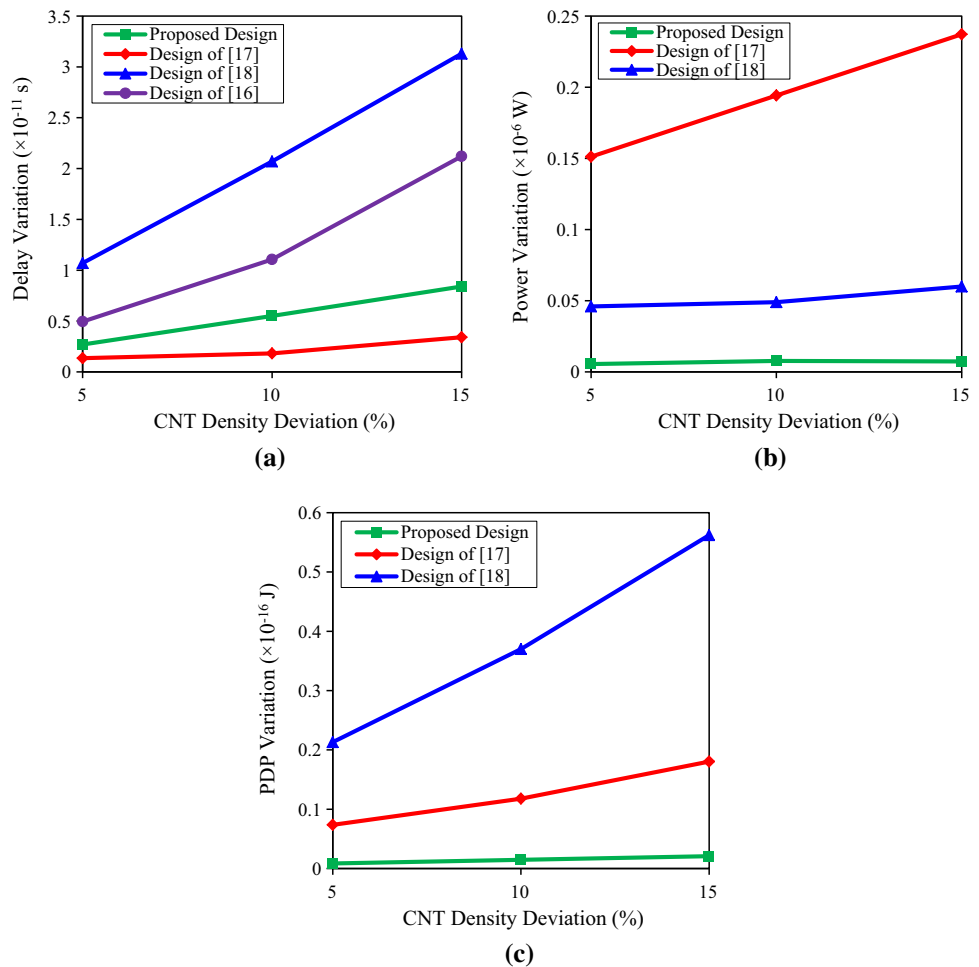 3.5
3
2.5
2
1.5
1
0.5
0
Delay Variation (×10-11 s)
Proposed Design
Design of [17]
Design of [18]
Design of [16]
5
10
15
CNT Density Deviation (%)
(a)
0.25
0.2
0.15
0.1
0.05
0
Power Variation (×10-6 W)
Proposed Design
Design of [17]
Design of [18]
5
10
15
CNT Density Deviation (%)
(b)
0.6
0.5
0.4
0.3
0.2
0.1
0
PDP Variation (×10-16 J)
Proposed Design
Design of [17]
Design of [18]
5
10
15
CNT Density Deviation (%)
(c)